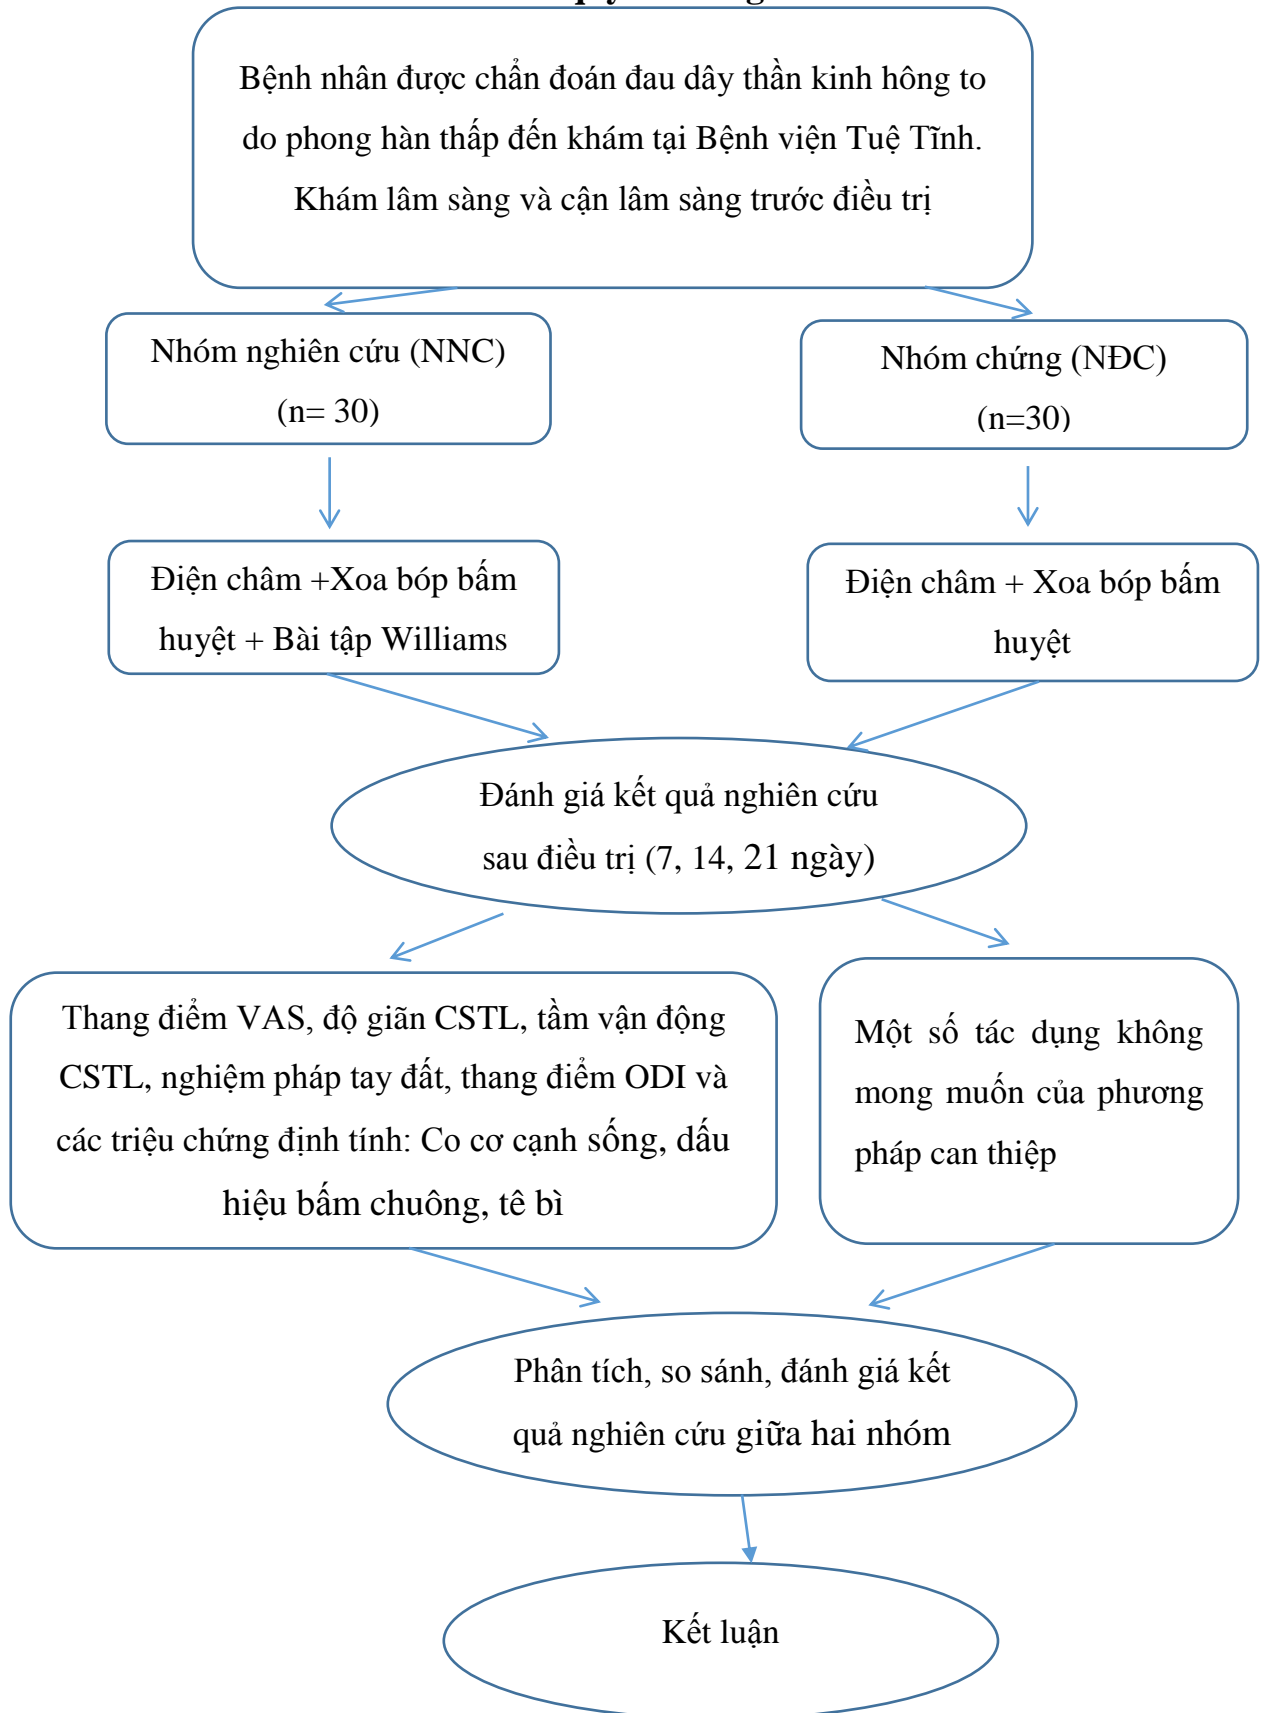 Bệnh nhân được chẩn đoán đau dây thần kinh hông to
do phong hàn thấp đến khám tại Bệnh viện Tuệ Tĩnh.
Khám lâm sàng và cận lâm sàng trước điều trị
Nhóm nghiên cứu (NNC)
(n= 30)
Nhóm chứng (NĐC)
(n=30)
Điện châm +Xoa bóp bấm
huyệt + Bài tập Williams
Điện châm + Xoa bóp bấm
huyệt
Đánh giá kết quả nghiên cứu
sau điều trị (7, 14, 21 ngày)
Thang điểm VAS, độ giãn CSTL, tầm vận động
CSTL, nghiệm pháp tay đất, thang điểm ODI và
các triệu chứng định tính: Co cơ cạnh sống, dấu
hiệu bấm chuông, tê bì
Một số tác dụng không
mong muốn của phương
pháp can thiệp
Phân tích, so sánh, đánh giá kết
quả nghiên cứu giữa hai nhóm
Kết luận